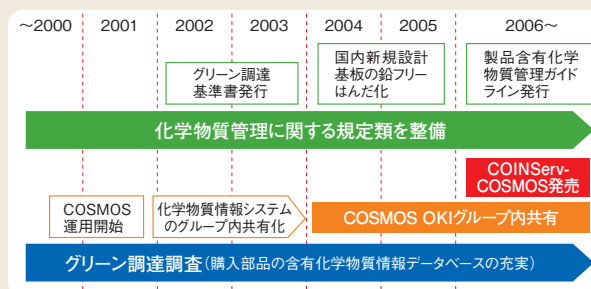 ～2000 2001 2002 2003 2004 2005 2006～
グリーン調達
基準書発行
国内新規設計
基板の鉛フリー
はんだ化
製品含有化学
物質管理ガイド
ライン発行
化学物質管理に関する規定類を整備
COINServ-
COSMOS発売
COSMOS
運用開始
化学物質情報システム
のグループ内共有化
COSMOS OKIグループ内共有
グリーン調達調査(購入部品の含有化学物質情報データベースの充実)